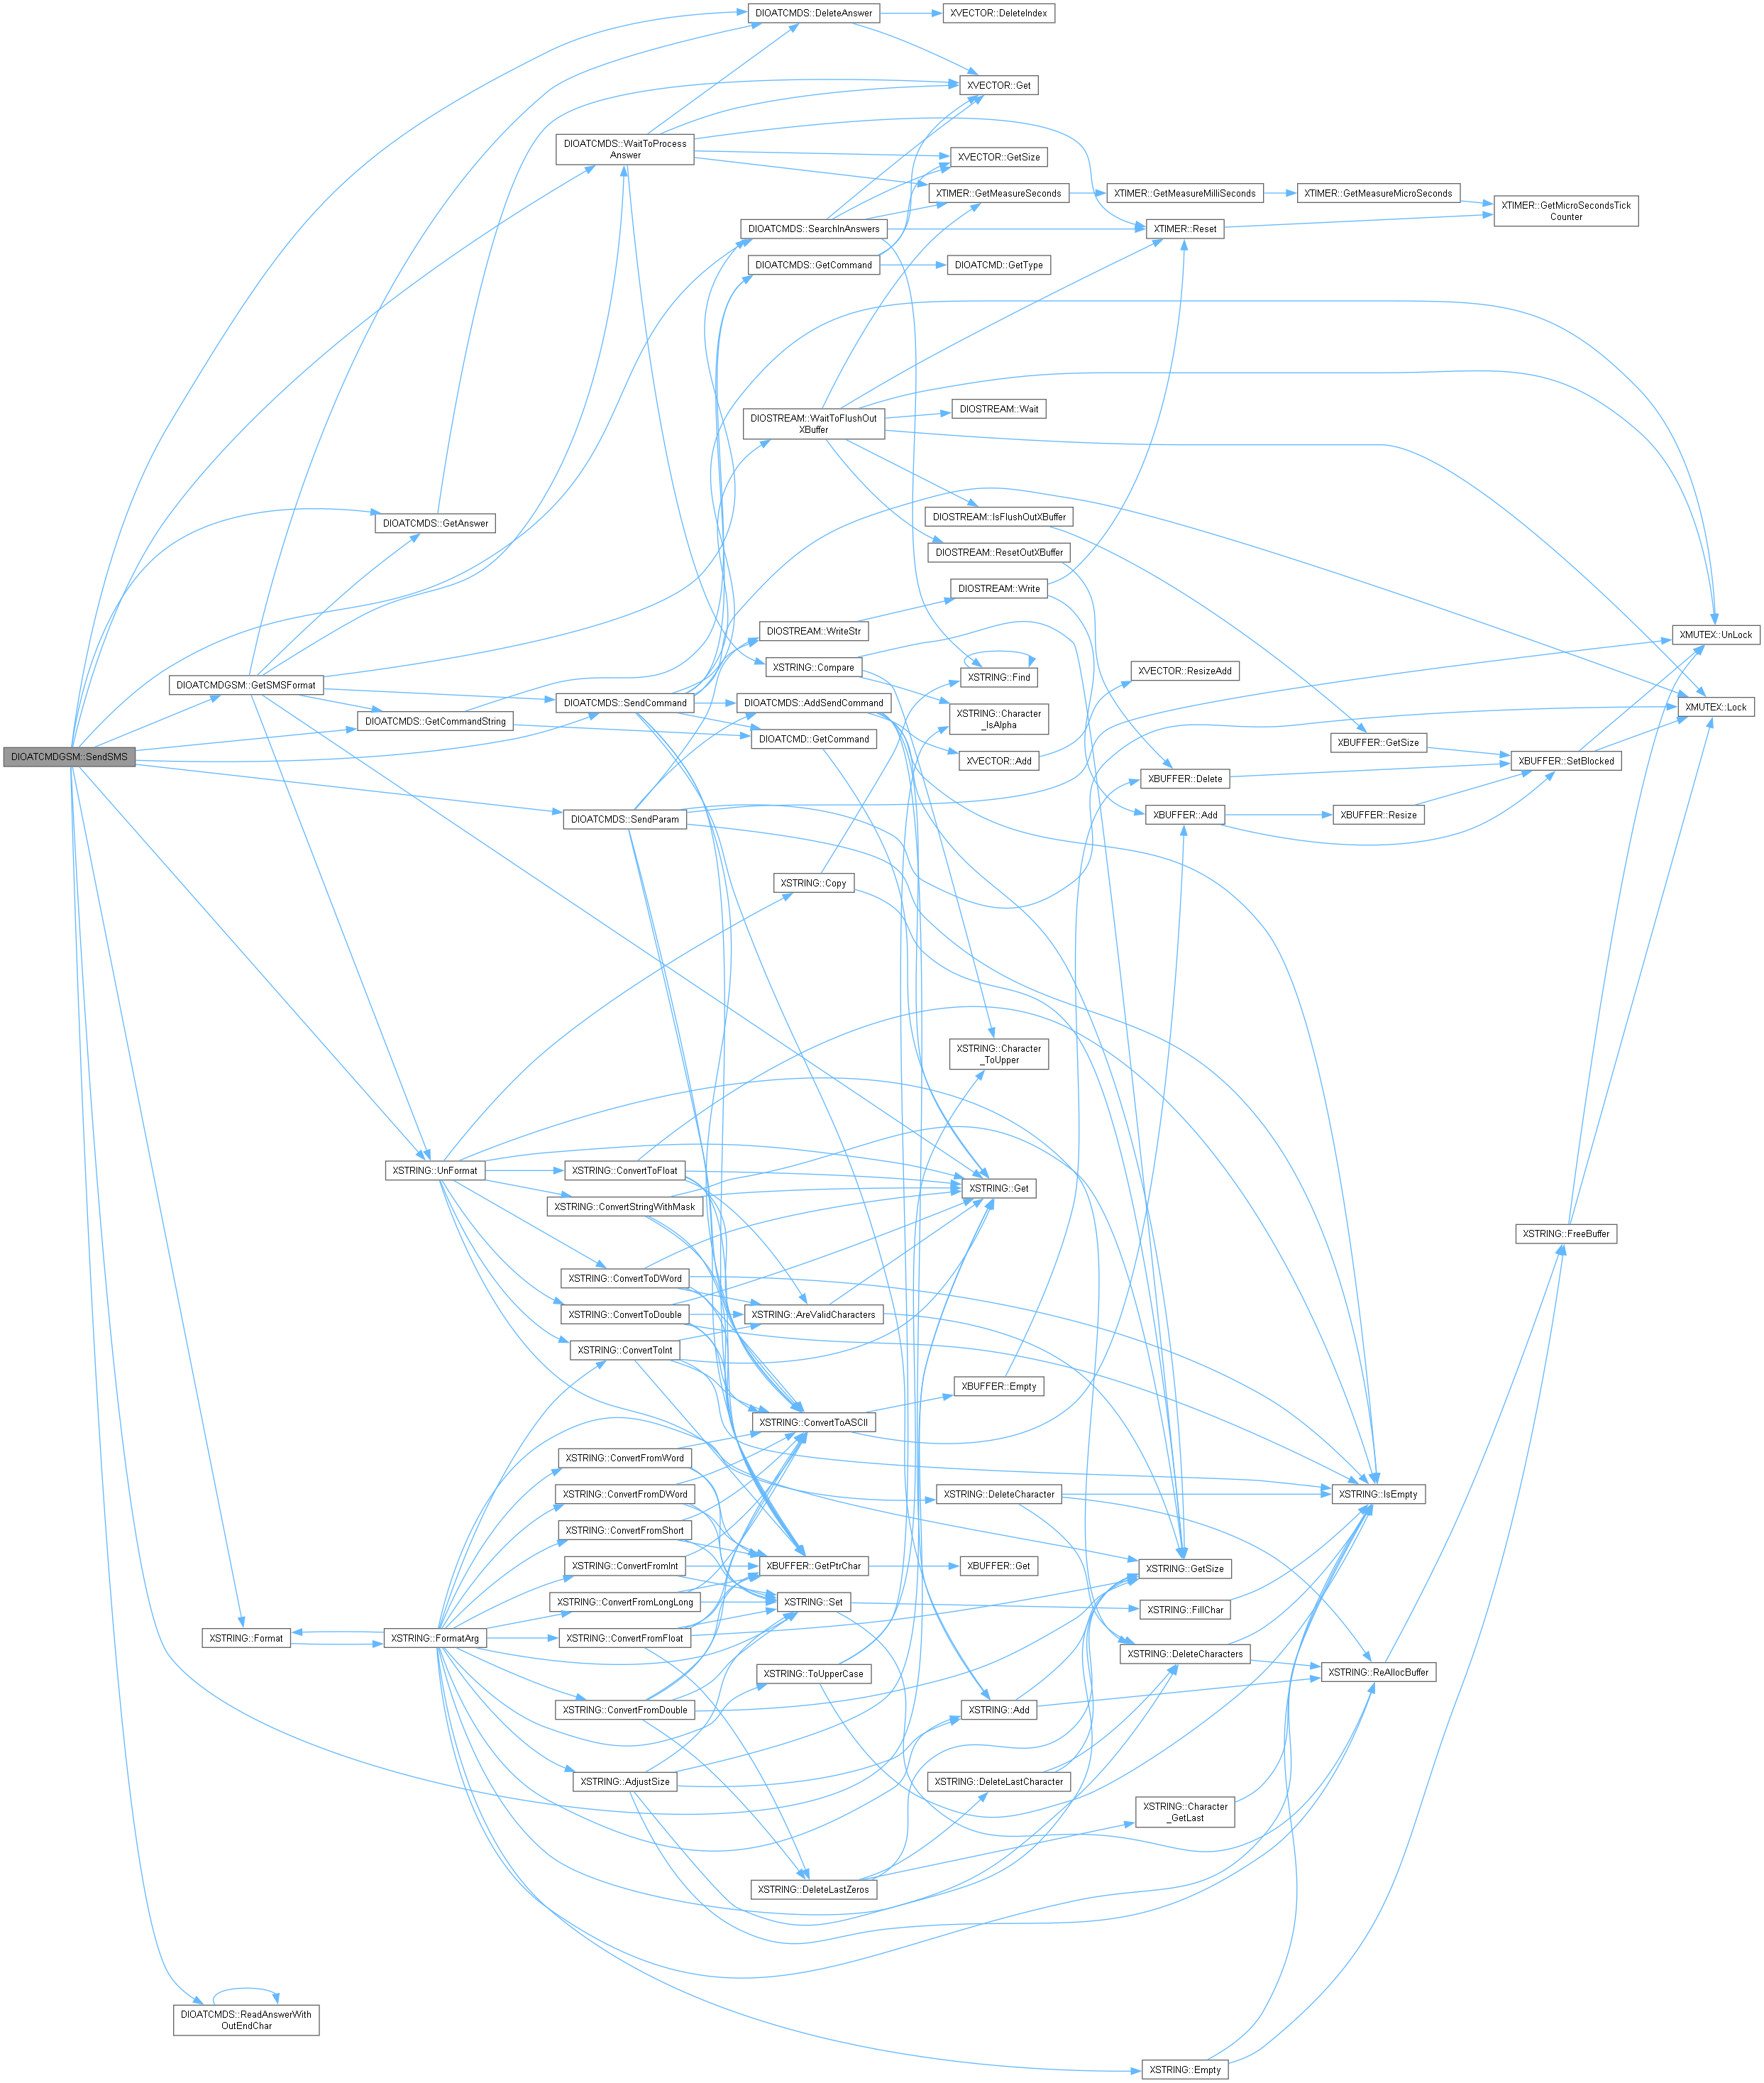 DIOATCMDS::DeleteAnswer
XVECTOR::DeleteIndex
XVECTOR::Get
DIOATCMDS::WaitToProcess
Answer
XVECTOR::GetSize
XTIMER::GetMeasureSeconds
XTIMER::GetMeasureMilliSeconds
XTIMER::GetMeasureMicroSeconds
XTIMER::GetMicroSecondsTick
Counter
DIOATCMDS::SearchInAnswers
XTIMER::Reset
DIOATCMDS::GetCommand
DIOATCMD::GetType
DIOSTREAM::WaitToFlushOut
XBuffer
DIOSTREAM::Wait
DIOATCMDS::GetAnswer
DIOSTREAM::IsFlushOutXBuffer
DIOSTREAM::ResetOutXBuffer
DIOSTREAM::Write
DIOSTREAM::WriteStr
XMUTEX::UnLock
XSTRING::Compare
XSTRING::Find
XVECTOR::ResizeAdd
DIOATCMDGSM::GetSMSFormat
DIOATCMDS::SendCommand
DIOATCMDS::AddSendCommand
XMUTEX::Lock
DIOATCMDS::GetCommandString
XSTRING::Character
_IsAlpha
DIOATCMD::GetCommand
XBUFFER::GetSize
DIOATCMDGSM::SendSMS
XVECTOR::Add
XBUFFER::SetBlocked
XBUFFER::Delete
DIOATCMDS::SendParam
XBUFFER::Add
XBUFFER::Resize
XSTRING::Copy
XSTRING::Character
_ToUpper
XSTRING::UnFormat
XSTRING::ConvertToFloat
XSTRING::Get
XSTRING::ConvertStringWithMask
XSTRING::FreeBuffer
XSTRING::ConvertToDWord
XSTRING::ConvertToDouble
XSTRING::AreValidCharacters
XSTRING::ConvertToInt
XBUFFER::Empty
XSTRING::ConvertToASCII
XSTRING::ConvertFromWord
XSTRING::ConvertFromDWord
XSTRING::DeleteCharacter
XSTRING::IsEmpty
XSTRING::ConvertFromShort
XSTRING::ConvertFromInt
XBUFFER::GetPtrChar
XBUFFER::Get
XSTRING::GetSize
XSTRING::ConvertFromLongLong
XSTRING::Set
XSTRING::FillChar
XSTRING::Format
XSTRING::FormatArg
XSTRING::ConvertFromFloat
XSTRING::DeleteCharacters
XSTRING::ToUpperCase
XSTRING::ReAllocBuffer
XSTRING::ConvertFromDouble
XSTRING::Add
XSTRING::AdjustSize
XSTRING::DeleteLastCharacter
XSTRING::Character
_GetLast
XSTRING::DeleteLastZeros
DIOATCMDS::ReadAnswerWith
OutEndChar
XSTRING::Empty